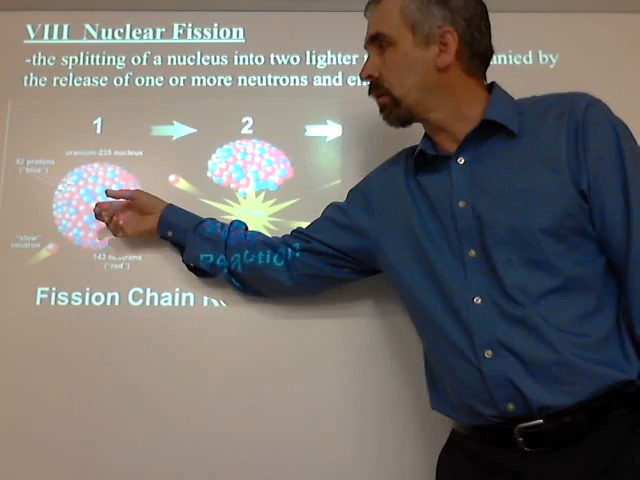 VIII Nuclear Fission
-the splitting of a nucleus into two lighter
the release of one or more neutrons and
1
2
uranium-235 nucleus
92 protons
("blue")
"slow"
neutron
143 neutrons
("red")
Fission Chain